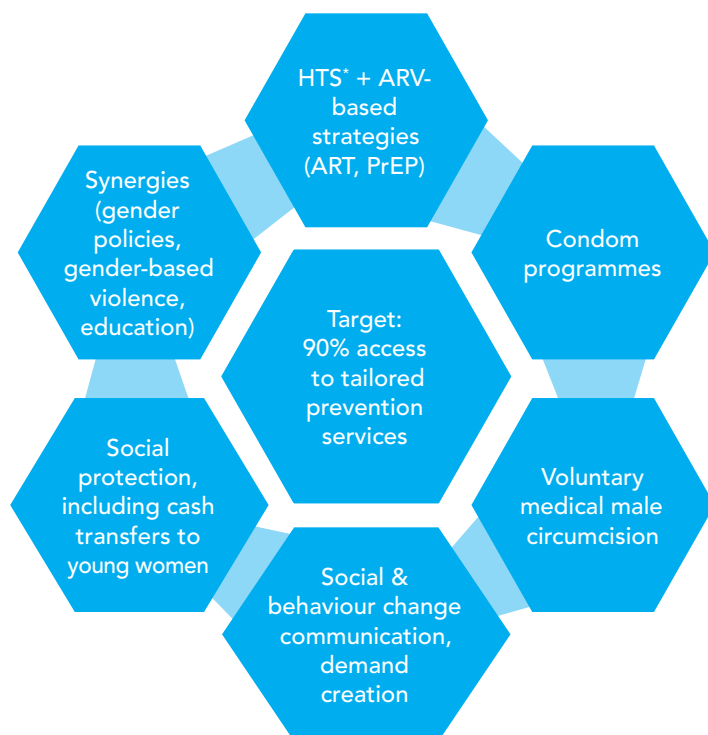 HTS* + ARV-
based
strategies
(ART, PrEP)
Synergies
(gender
policies,
gender-based
violence,
education)
Condom
programmes
Target:
90% access
to tailored
prevention
services
Social
protection,
including cash
transfers to
young women
Voluntary
medical male
circumcision
Social &
behaviour change
communication,
demand
creation